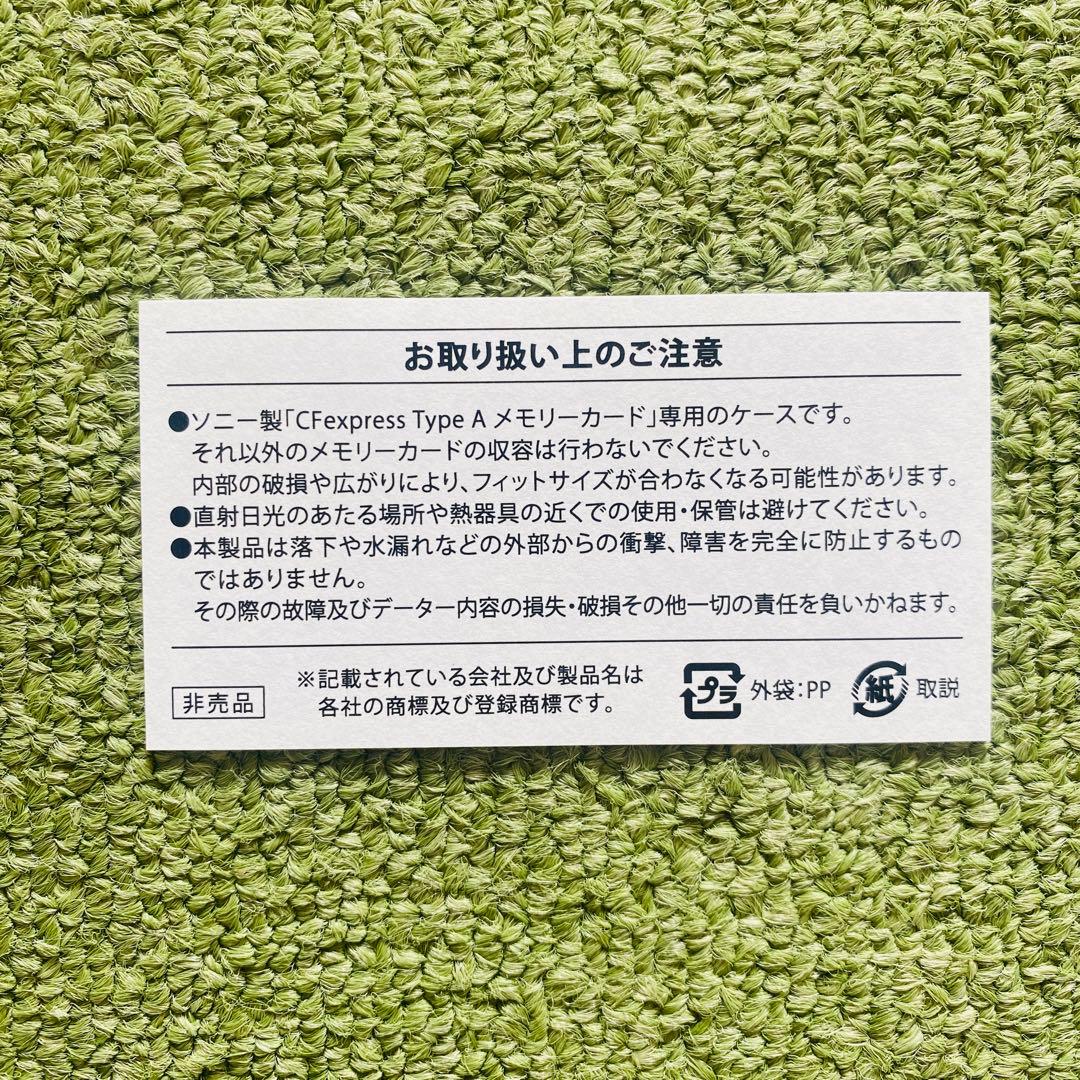 お取り扱い上のご注意
●ソニー製「CFexpress Type A メモリーカード」専用のケースです。
それ以外のメモリーカードの収容は行わないでください。
内部の破損や広がりにより、フィットサイズが合わなくなる可能性があります。
●直射日光のあたる場所や熱器具の近くでの使用・保管は避けてください。
●本製品は落下や水漏れなどの外部からの衝撃、障害を完全に防止するもの
ではありません。
その際の故障及びデーター内容の損失・破損その他一切の責任を負いかねます。
非売品
※記載されている会社及び製品名は
各社の商標及び登録商標です。
プラ 外袋：PP
紙 取説